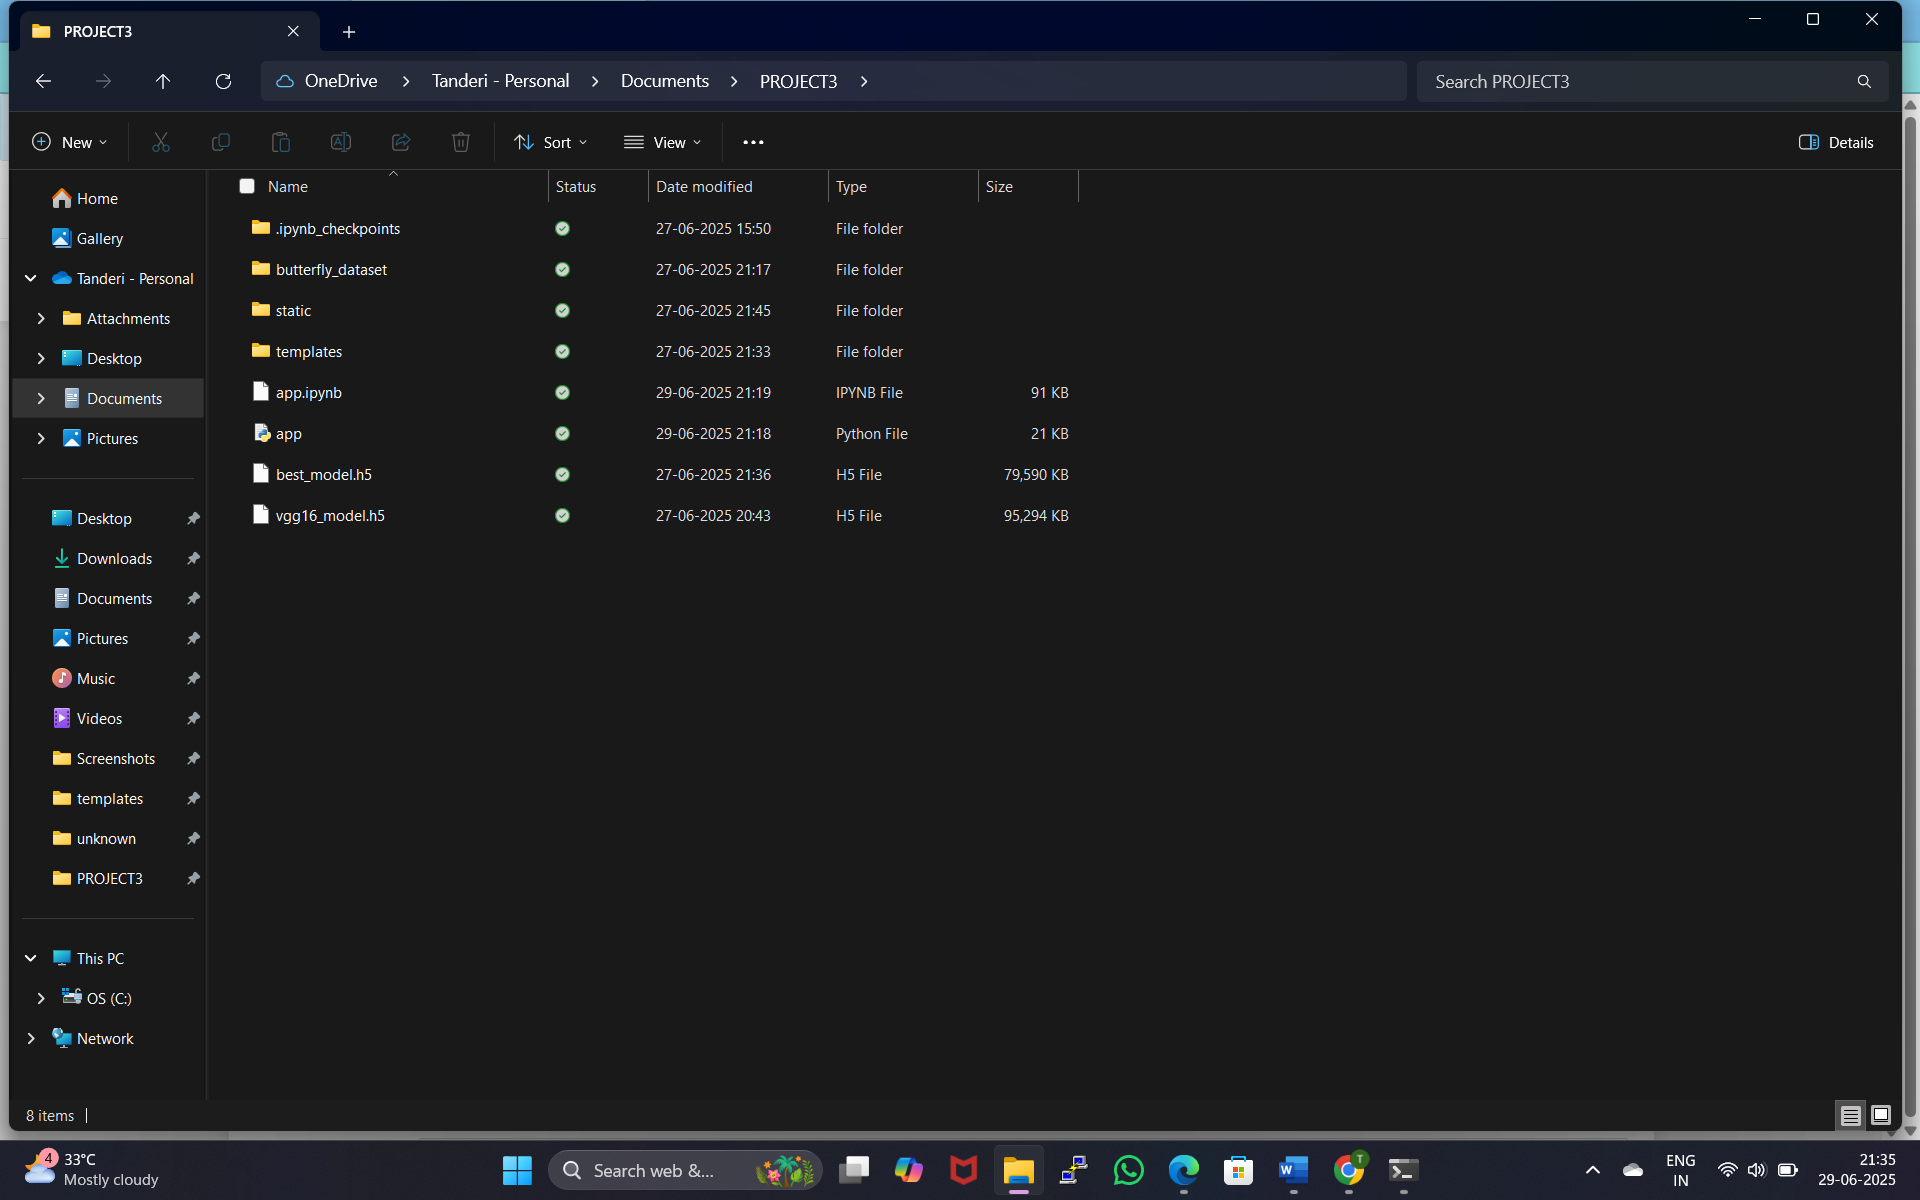 PROJECT3
OneDrive > Tanderi - Personal > Documents > PROJECT3 >
Search PROJECT3
New
Sort
View
Details
Name Status Date modified Type Size
.ipynb_checkpoints 27-06-2025 15:50 File folder
butterfly_dataset 27-06-2025 21:17 File folder
static 27-06-2025 21:45 File folder
templates 27-06-2025 21:33 File folder
app.ipynb 29-06-2025 21:19 IPYNB File 91 KB
app 29-06-2025 21:18 Python File 21 KB
best_model.h5 27-06-2025 21:36 H5 File 79,590 KB
vgg16_model.h5 27-06-2025 20:43 H5 File 95,294 KB
Home
Gallery
Tanderi - Personal
Attachments
Desktop
Documents
Pictures
Desktop
Downloads
Documents
Pictures
Music
Videos
Screenshots
templates
unknown
PROJECT3
This PC
OS (C:)
Network
8 items
4
33°C
Mostly cloudy
Search web &...
W
T
ENG
IN
21:35
29-06-2025